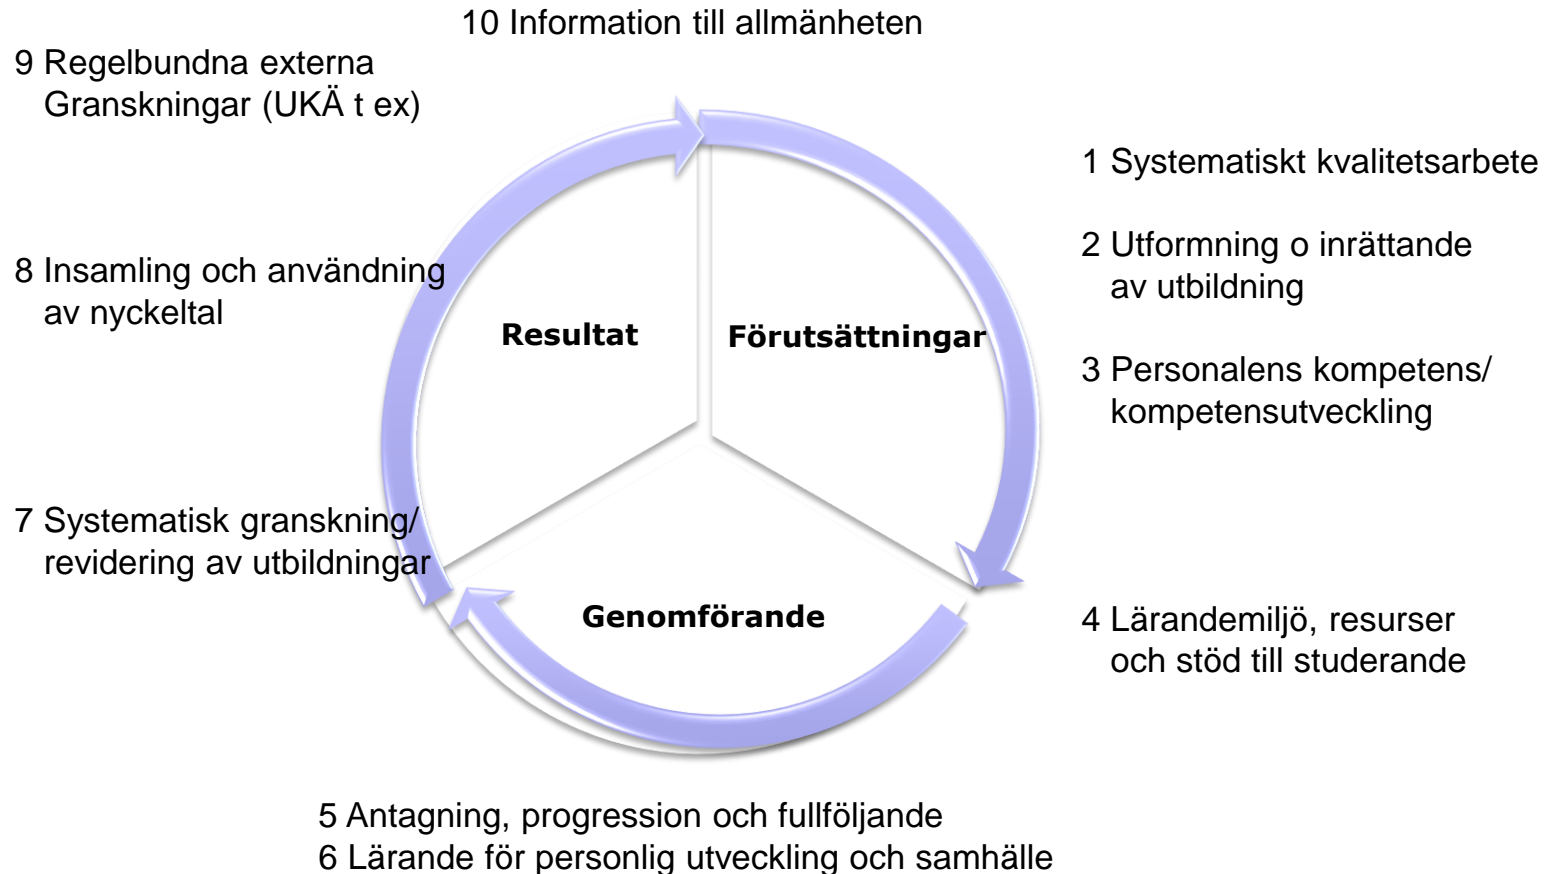 10 Information till allmänheten
9 Regelbundna externa
Granskningar (UKÄ t ex)
1 Systematiskt kvalitetsarbete
2 Utformning o inrättande
av utbildning
8 Insamling och användning
av nyckeltal
Resultat
Förutsättningar
3 Personalens kompetens/
kompetensutveckling
7 Systematisk granskning/
revidering av utbildningar
Genomförande
4 Lärandemiljö, resurser
och stöd till studerande
5 Antagning, progression och fullföljande
6 Lärande för personlig utveckling och samhälle